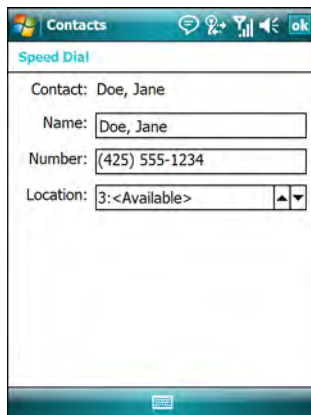 Contacts
ok
Speed Dial
Contact: Doe, Jane
Name: Doe, Jane
Number: (425) 555-1234
Location: 3:<Available>